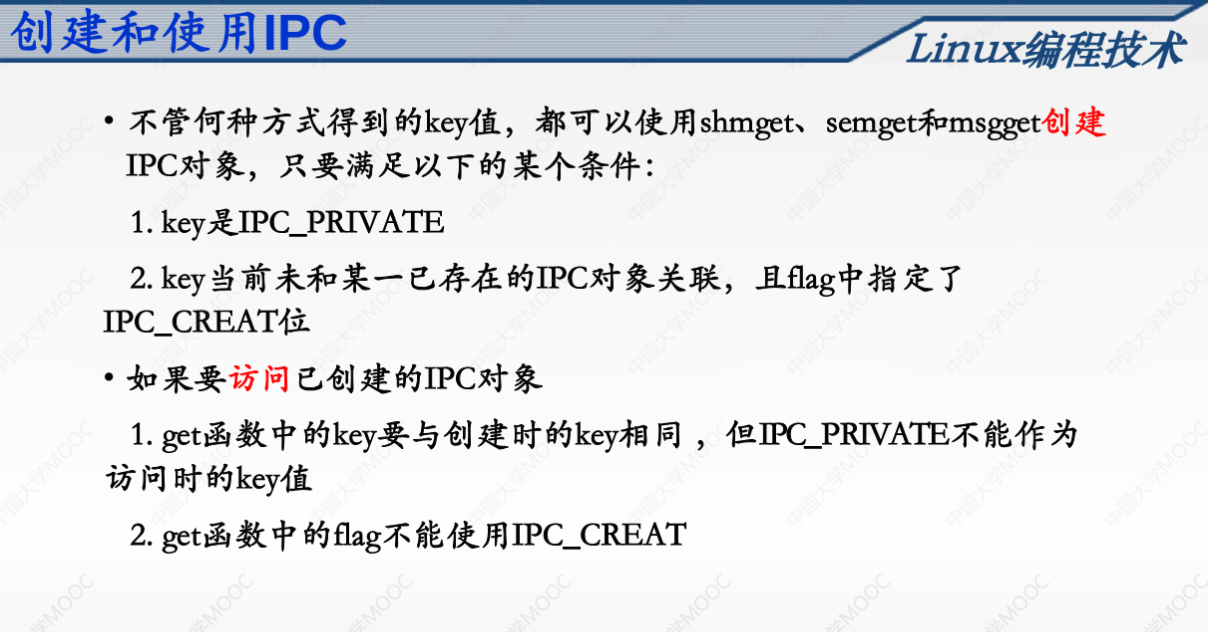 创建和使用IPC
Linux编程技术
• 不管何种方式得到的key值，都可以使用shmget、semget和msgget创建
IPC对象，只要满足以下的某个条件：
1. key是IPC_PRIVATE
2. key当前未和某一已存在的IPC对象关联，且flag中指定了
IPC_CREAT位
• 如果要访问已创建的IPC对象
1. get函数中的key要与创建时的key相同 ，但IPC_PRIVATE不能作为
访问时的key值
2. get函数中的flag不能使用IPC_CREAT
中国大学MOOC